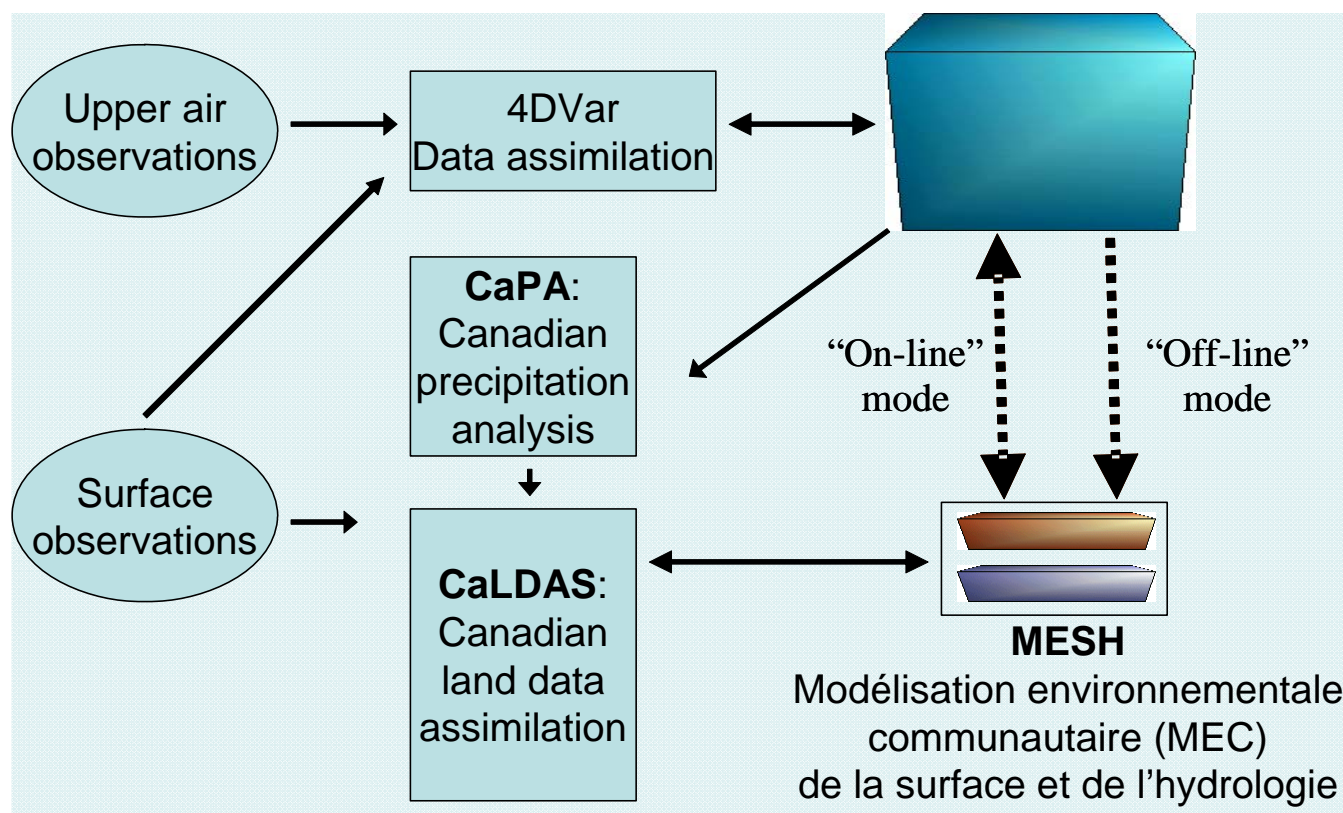 Upper air
observations
4DVar
Data assimilation
CaPA:
Canadian
precipitation
analysis
“On-line”
mode
“Off-line”
mode
Surface
observations
CaLDAS:
Canadian
land data
assimilation
MESH
Modélisation environnementale
communautaire (MEC)
de la surface et de l’hydrologie